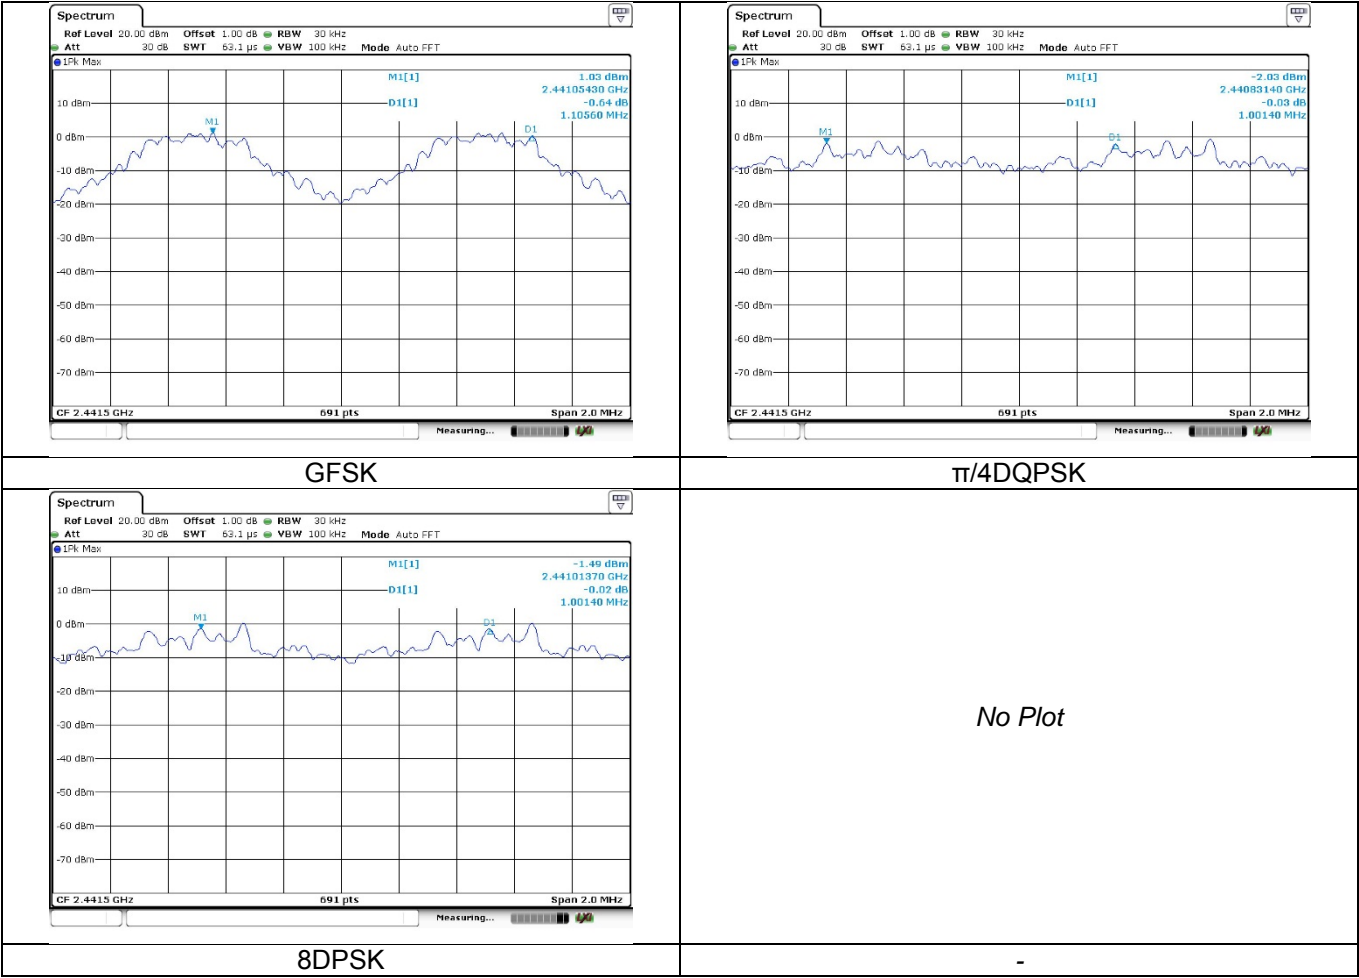 Spectrum
Ref Level 20.00 dBm Offset 1.00 dB RBW 30 kHz
Att 30 dB SWT 63.1 µs VBW 100 kHz Mode Auto FFT
1Pk Max
M1[1] 1.03 dBm
2.44105430 GHz
D1[1] -0.64 dB
1.10560 MHz
10 dBm
M1
D1
0 dBm
-10 dBm
-20 dBm
-30 dBm
-40 dBm
-50 dBm
-60 dBm
-70 dBm
CF 2.4415 GHz 691 pts Span 2.0 MHz
Measuring...
GFSK
Spectrum
Ref Level 20.00 dBm Offset 1.00 dB RBW 30 kHz
Att 30 dB SWT 63.1 µs VBW 100 kHz Mode Auto FFT
1Pk Max
M1[1] -2.03 dBm
2.44083140 GHz
D1[1] -0.03 dB
1.00140 MHz
10 dBm
M1
D1
0 dBm
-10 dBm
-20 dBm
-30 dBm
-40 dBm
-50 dBm
-60 dBm
-70 dBm
CF 2.4415 GHz 691 pts Span 2.0 MHz
Measuring...
π/4DQPSK
Spectrum
Ref Level 20.00 dBm Offset 1.00 dB RBW 30 kHz
Att 30 dB SWT 63.1 µs VBW 100 kHz Mode Auto FFT
1Pk Max
M1[1] -1.49 dBm
2.44101370 GHz
D1[1] -0.02 dB
1.00140 MHz
10 dBm
M1
D1
0 dBm
-10 dBm
-20 dBm
-30 dBm
-40 dBm
-50 dBm
-60 dBm
-70 dBm
CF 2.4415 GHz 691 pts Span 2.0 MHz
Measuring...
8DPSK
No Plot
-